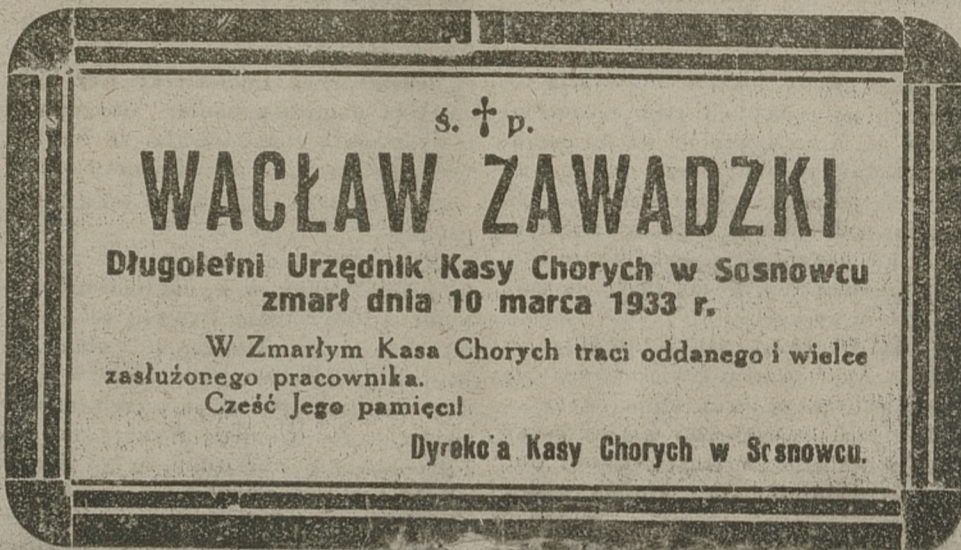 ś. † p.
WACŁAW ZAWADZKI
Długoletni Urzędnik Kasy Chorych w Sosnowcu
zmarł dnia 10 marca 1933 r.
W Zmarłym Kasa Chorych traci oddanego i wielce
zasłużonego pracownika.
Cześć Jego pamięci!
Dyrekc'a Kasy Chorych w Sosnowcu.